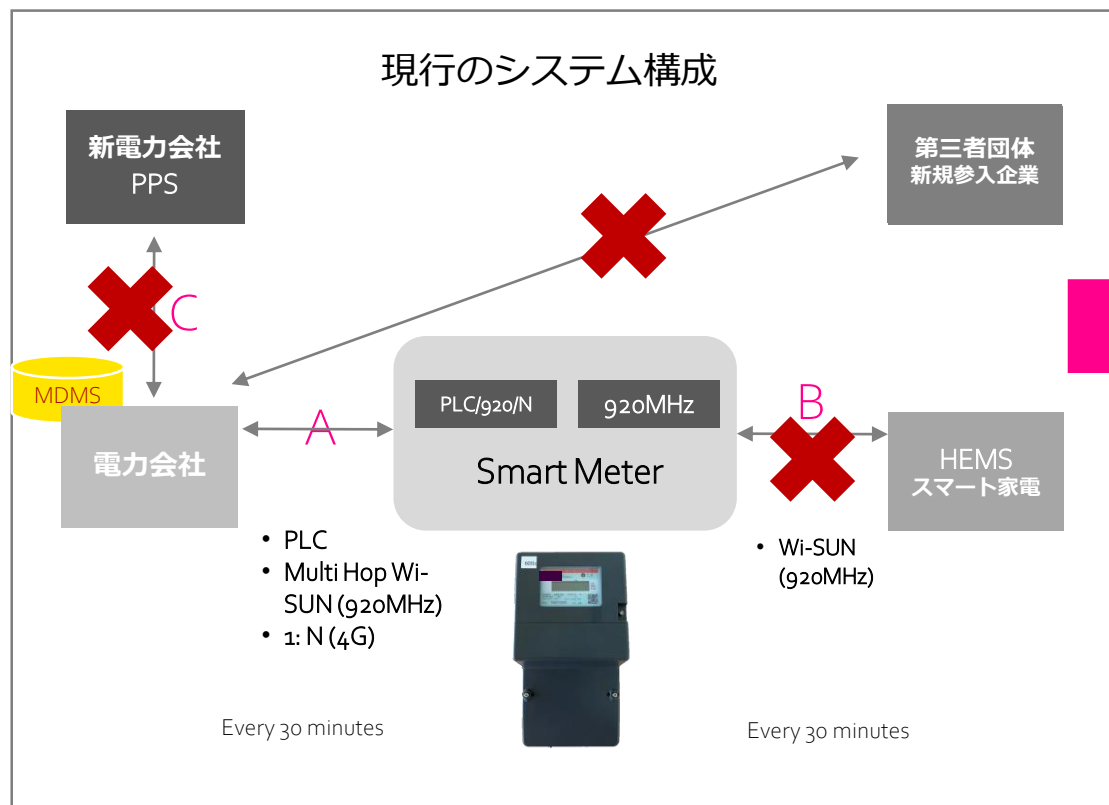 現行のシステム構成
新電力会社
PPS
第三者団体
新規参入企業
C
MDMS
電力会社
A
PLC/920/N
920MHz
Smart Meter
B
HEMS
スマート家電
• PLC
• Multi Hop Wi-
SUN (920MHz)
• 1: N (4G)
• Wi-SUN
(920MHz)
Every 30 minutes
Every 30 minutes